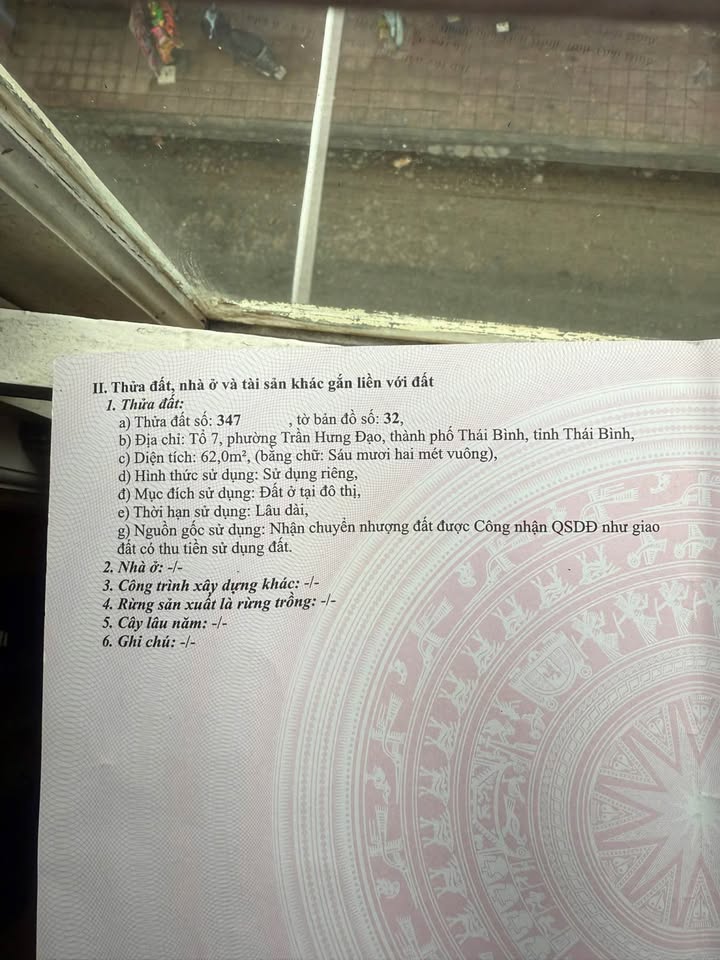 II. Thửa đất, nhà ở và tài sản khác gắn liền với đất
1. Thửa đất:
a) Thửa đất số: 347 , tờ bản đồ số: 32,
b) Địa chỉ: Tổ 7, phường Trần Hưng Đạo, thành phố Thái Bình, tỉnh Thái Bình,
c) Diện tích: 62,0m², (bằng chữ: Sáu mươi hai mét vuông),
d) Hình thức sử dụng: Sử dụng riêng,
đ) Mục đích sử dụng: Đất ở tại đô thị,
e) Thời hạn sử dụng: Lâu dài,
g) Nguồn gốc sử dụng: Nhận chuyển nhượng đất được Công nhận QSDĐ như giao
đất có thu tiền sử dụng đất.
2. Nhà ở: -/-
3. Công trình xây dựng khác: -/-
4. Rừng sản xuất là rừng trồng: -/-
5. Cây lâu năm: -/-
6. Ghi chú: -/-